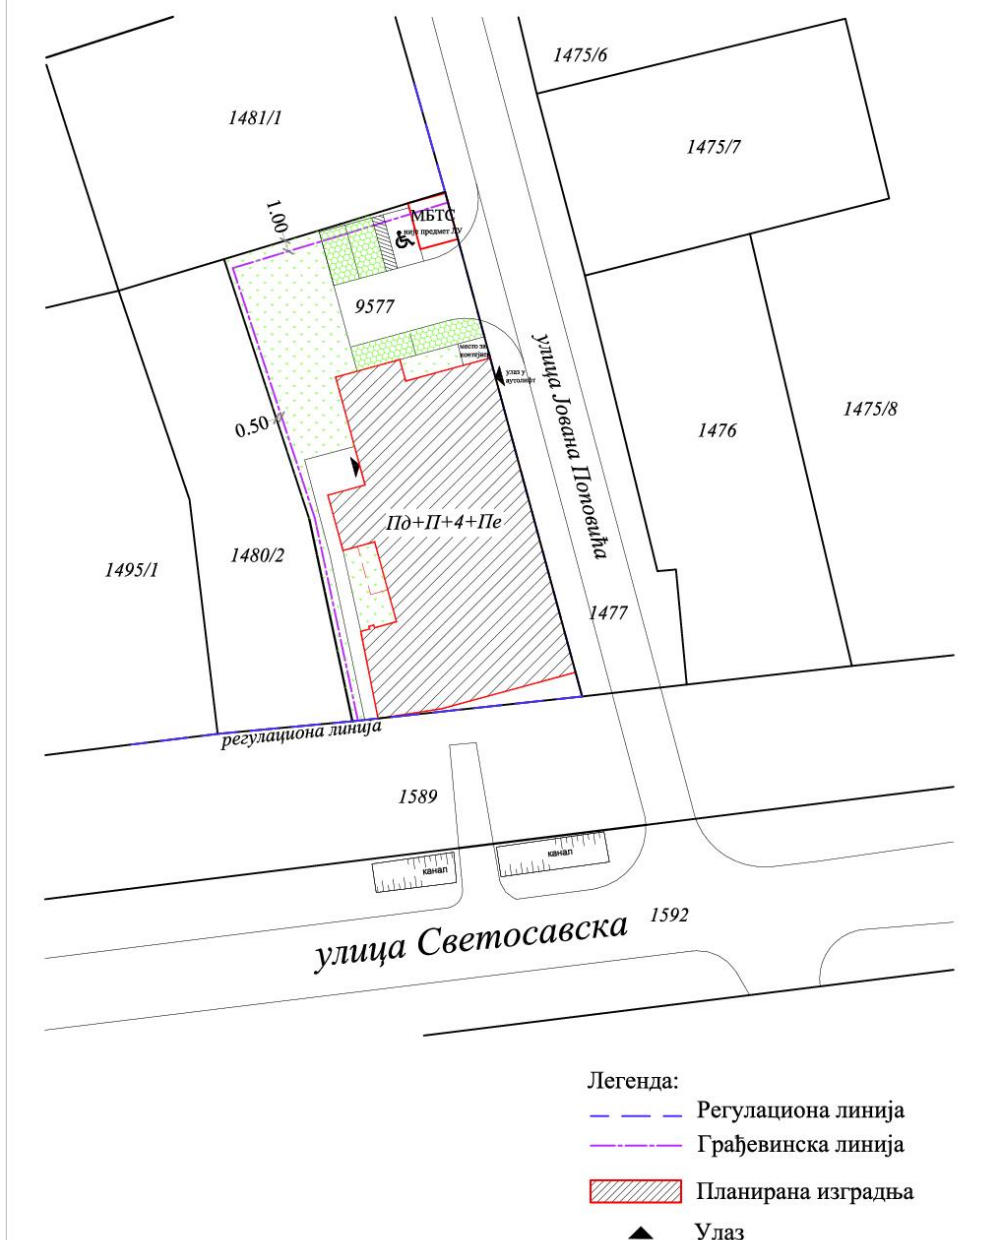 1475/6
1481/1
1475/7
1.00
МБТС
није предмет ЛУ
9577
место за
контејнер
улаз у
аутолифт
улица Јована Поповића
1475/8
0.50
1476
Пд+П+4+Пе
1480/2
1495/1
1477
регулациона линија
1589
канал
канал
улица Светосавска
1592
Легенда:
Регулациона линија
Грађевинска линија
Планирана изградња
Улаз